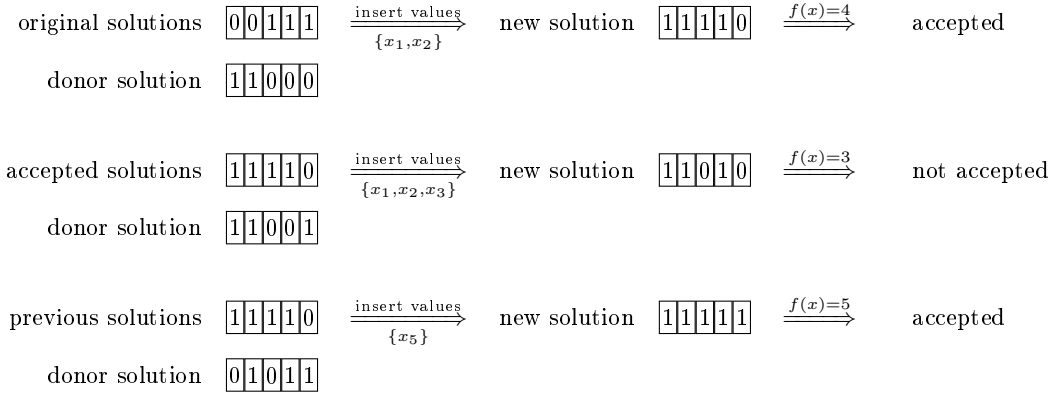 original solutions 0 0 1 1 1 insert values {x₁,x₂} new solution 1 1 1 1 0 f(x)=4 accepted
donor solution 1 1 0 0 0
accepted solutions 1 1 1 1 0 insert values {x₁,x₂,x₃} new solution 1 1 0 1 0 f(x)=3 not accepted
donor solution 1 1 0 0 1
previous solutions 1 1 1 1 0 insert values {x₅} new solution 1 1 1 1 1 f(x)=5 accepted
donor solution 0 1 0 1 1